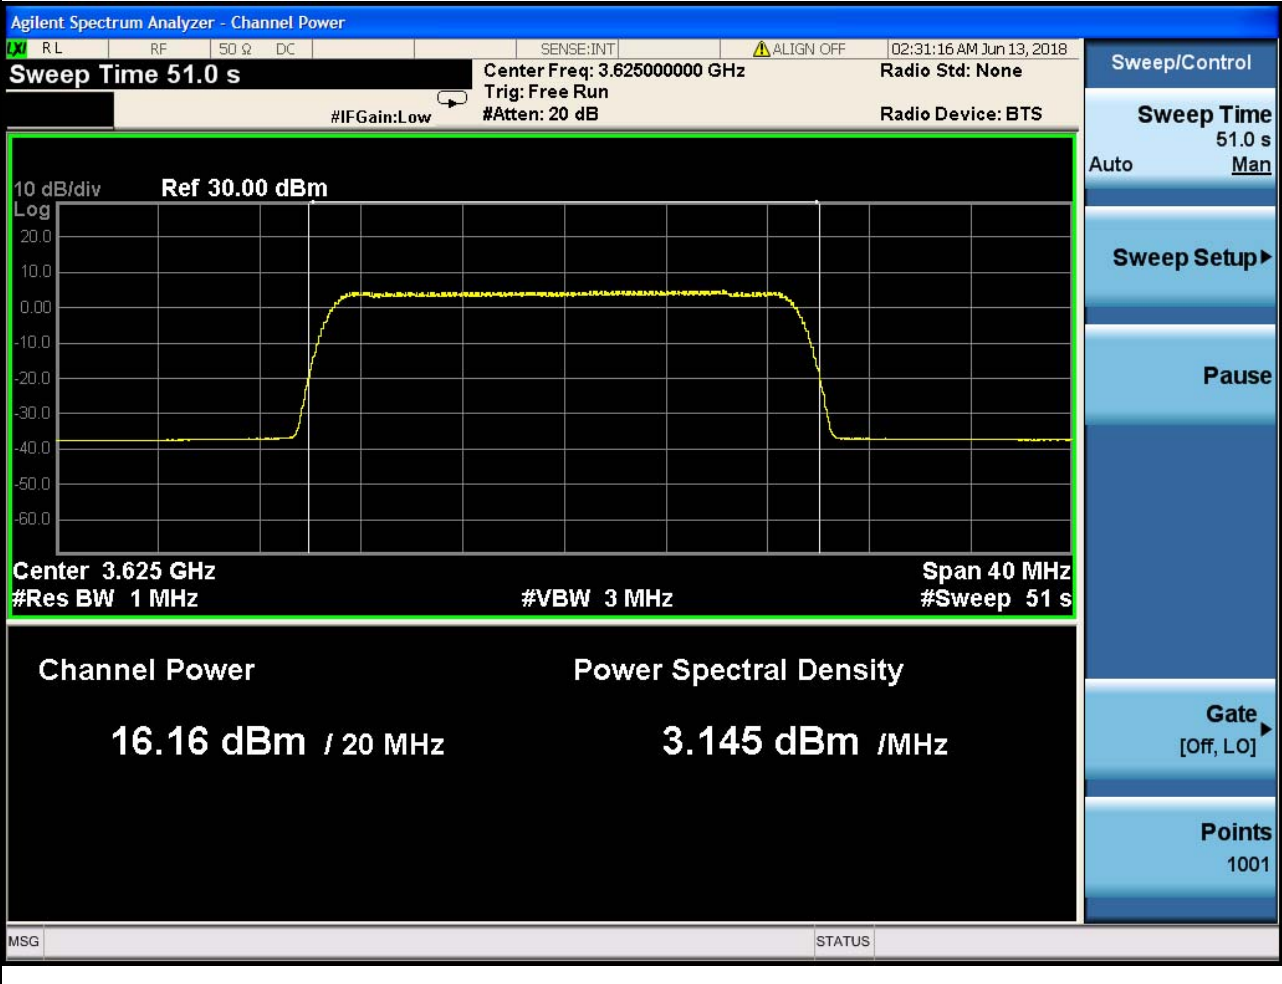 Agilent Spectrum Analyzer - Channel Power
LXI RL RF 50 Ω DC SENSE:INT ALIGN OFF 02:31:16 AM Jun 13, 2018
Sweep Time 51.0 s
Center Freq: 3.625000000 GHz
Radio Std: None
Trig: Free Run
#IFGain:Low
#Atten: 20 dB
Radio Device: BTS
10 dB/div
Ref 30.00 dBm
Log
20.0
10.0
0.00
-10.0
-20.0
-30.0
-40.0
-50.0
-60.0
Center 3.625 GHz
Span 40 MHz
#Res BW 1 MHz
#VBW 3 MHz
#Sweep 51 s
Channel Power
Power Spectral Density
16.16 dBm / 20 MHz
3.145 dBm /MHz
Sweep/Control
Sweep Time
51.0 s
Auto Man
Sweep Setup
Pause
Gate
[Off, LO]
Points
1001
MSG
STATUS